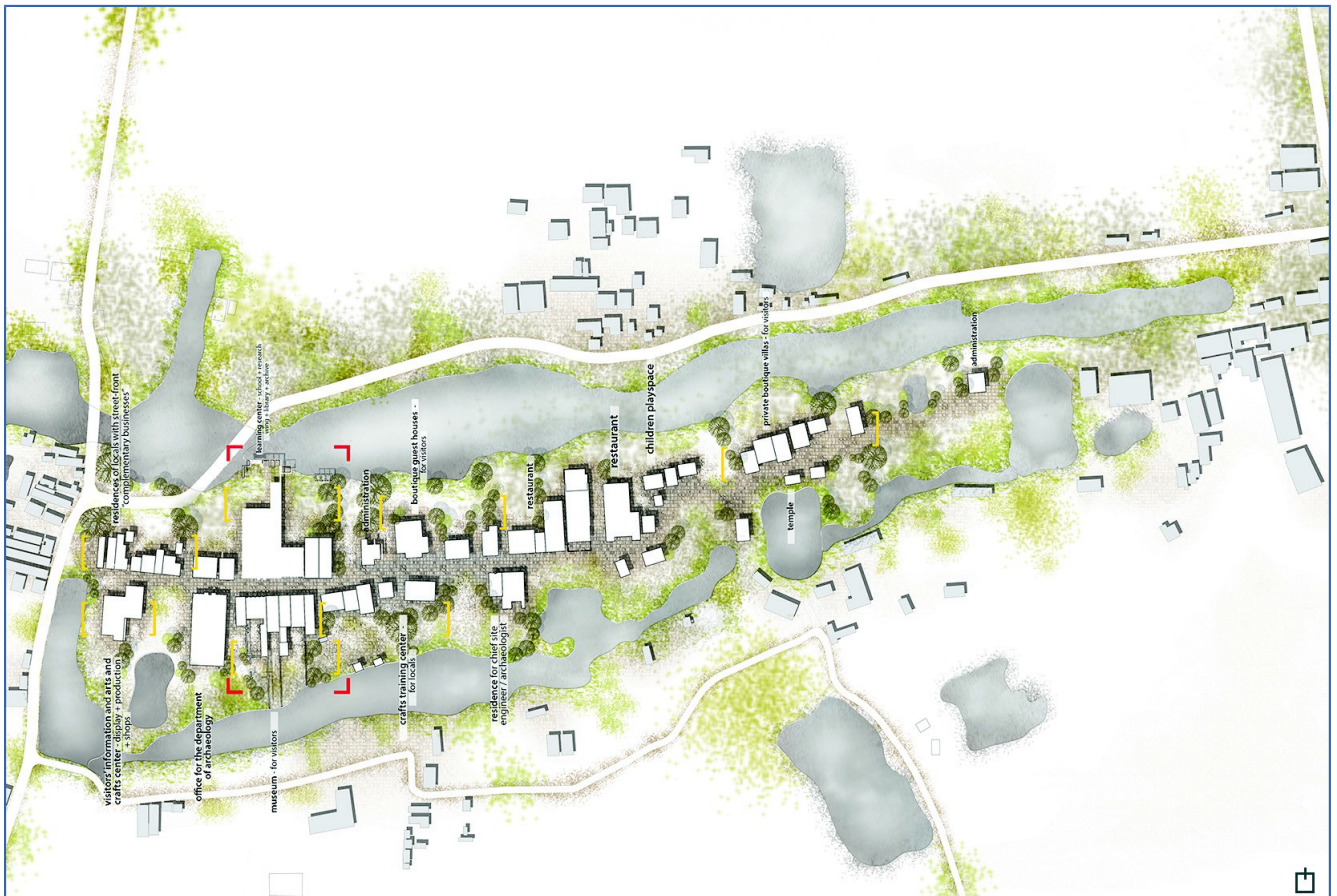 residences of locals with street-front
"complementary businesses"
learning center - school + research
wing + library + archive
administration
boutique guest houses -
for visitors
restaurant
restaurant
children playspace
private boutique villas - for visitors
administration
temple
visitors' information and arts and
crafts center - display + production
+ shops
office for the department
of archaeology
museum - for visitors
crafts training center -
for locals
residence for chief site
engineer / archaeologist